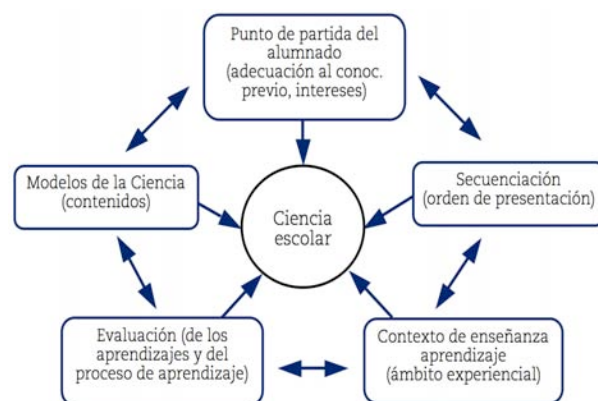 Punto de partida del
alumnado
(adecuación al conoc.
previo, intereses)
Modelos de la Ciencia
(contenidos)
Ciencia
escolar
Secuenciación
(orden de presentación)
Evaluación (de los
aprendizajes y del
proceso de aprendizaje)
Contexto de enseñanza
aprendizaje
(ámbito experiencial)